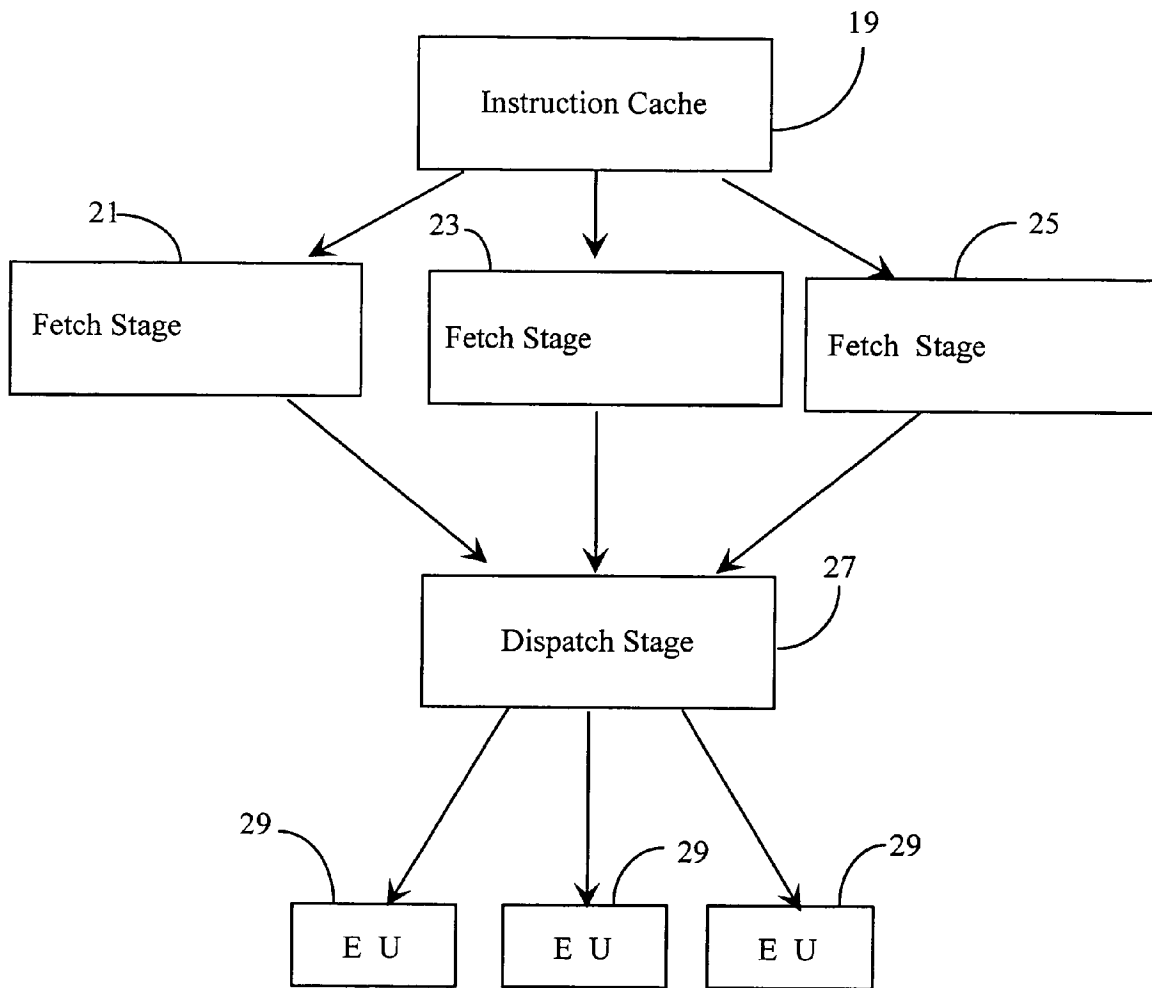 19
Instruction Cache
21
23
25
Fetch Stage
Fetch Stage
Fetch Stage
27
Dispatch Stage
29
29
29
E U
E U
E U